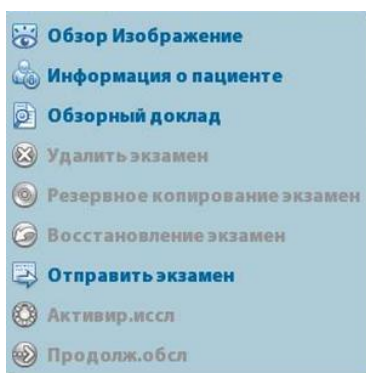 Обзор Изображение
Информация о пациенте
Обзорный доклад
Удалить экзамен
Резервное копирование экзамен
Восстановление экзамен
Отправить экзамен
Активир.иссл
Продолж.обсл